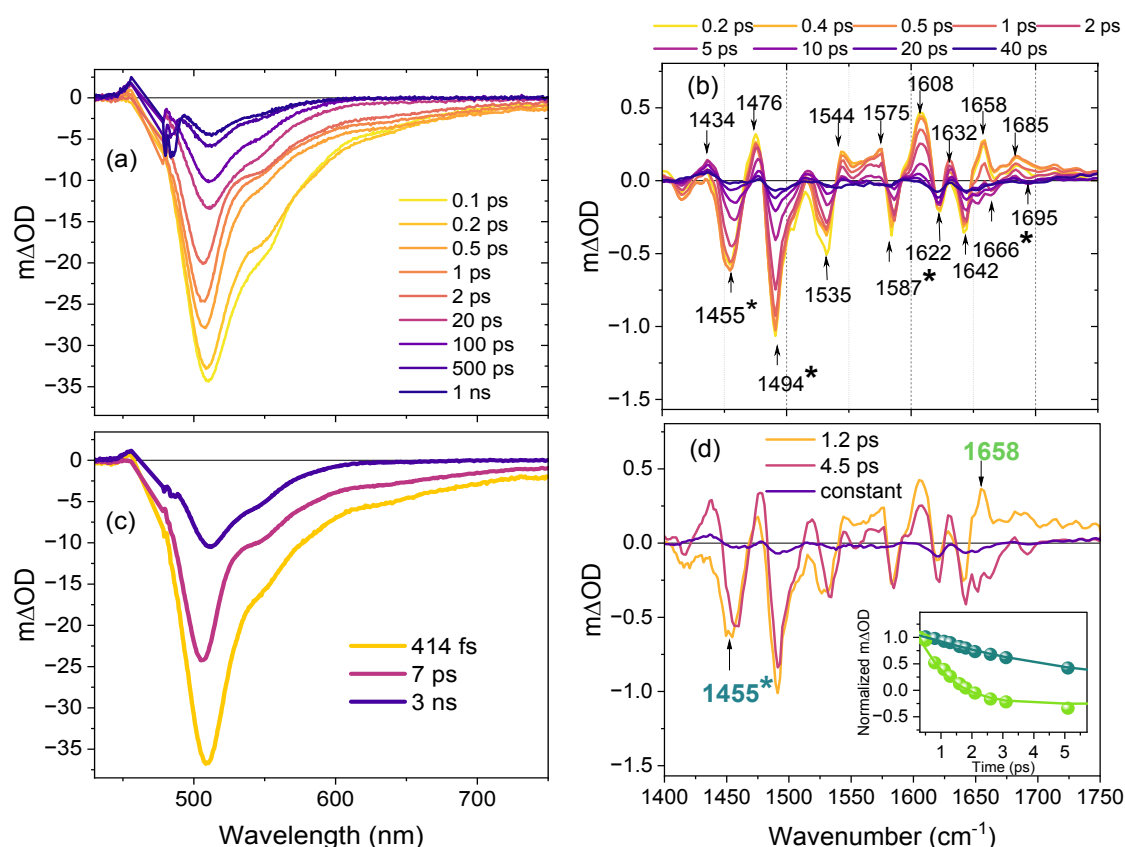 0.2 ps 0.4 ps 0.5 ps 1 ps 2 ps
5 ps 10 ps 20 ps 40 ps
(a)
mΔOD
0
−5
−10
−15
−20
−25
−30
−35
0.1 ps
0.2 ps
0.5 ps
1 ps
2 ps
20 ps
100 ps
500 ps
1 ns
500 600 700
(b)
mΔOD
0.5
0.0
−0.5
−1.0
−1.5
1434
1476
1544
1575
1608
1632
1658
1685
1455*
1494*
1535
1587*
1622
1642
1666*
1695
1500 1600 1700
(c)
mΔOD
0
−5
−10
−15
−20
−25
−30
−35
414 fs
7 ps
3 ns
500 600 700
Wavelength (nm)
(d)
mΔOD
0.5
0.0
−0.5
−1.0
−1.5
1.2 ps
4.5 ps
constant
1658
1455*
Normalized mΔOD
1.0
0.5
0.0
−0.5
1 2 3 4 5
Time (ps)
1400 1450 1500 1550 1600 1650 1700 1750
Wavenumber (cm⁻¹)